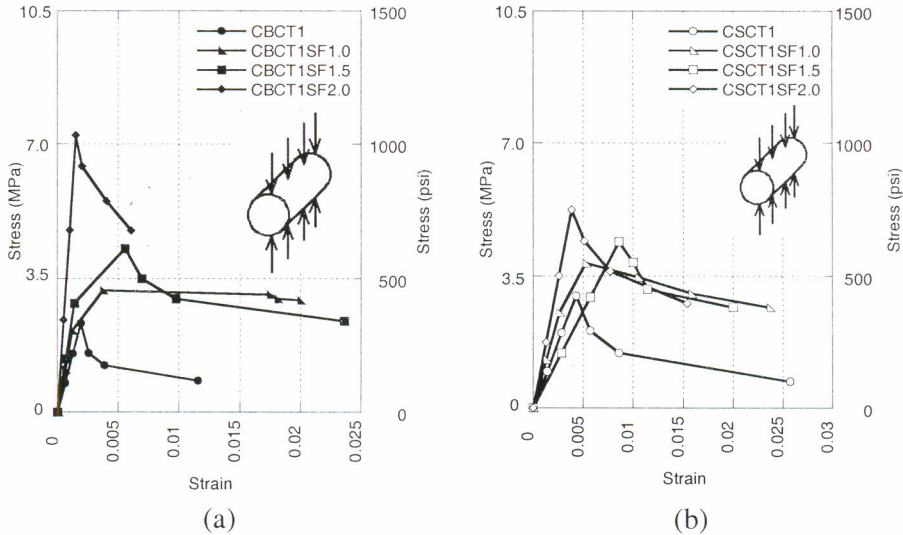 10.5
7.0
3.5
0
Stress (MPa)
1500
1000
500
0
Stress (psi)
CBCT1
CBCT1SF1.0
CBCT1SF1.5
CBCT1SF2.0
0
0.005
0.01
0.015
0.02
0.025
Strain
(a)
10.5
7.0
3.5
0
Stress (MPa)
1500
1000
500
0
Stress (psi)
CSCT1
CSCT1SF1.0
CSCT1SF1.5
CSCT1SF2.0
0
0.005
0.01
0.015
0.02
0.025
0.03
Strain
(b)